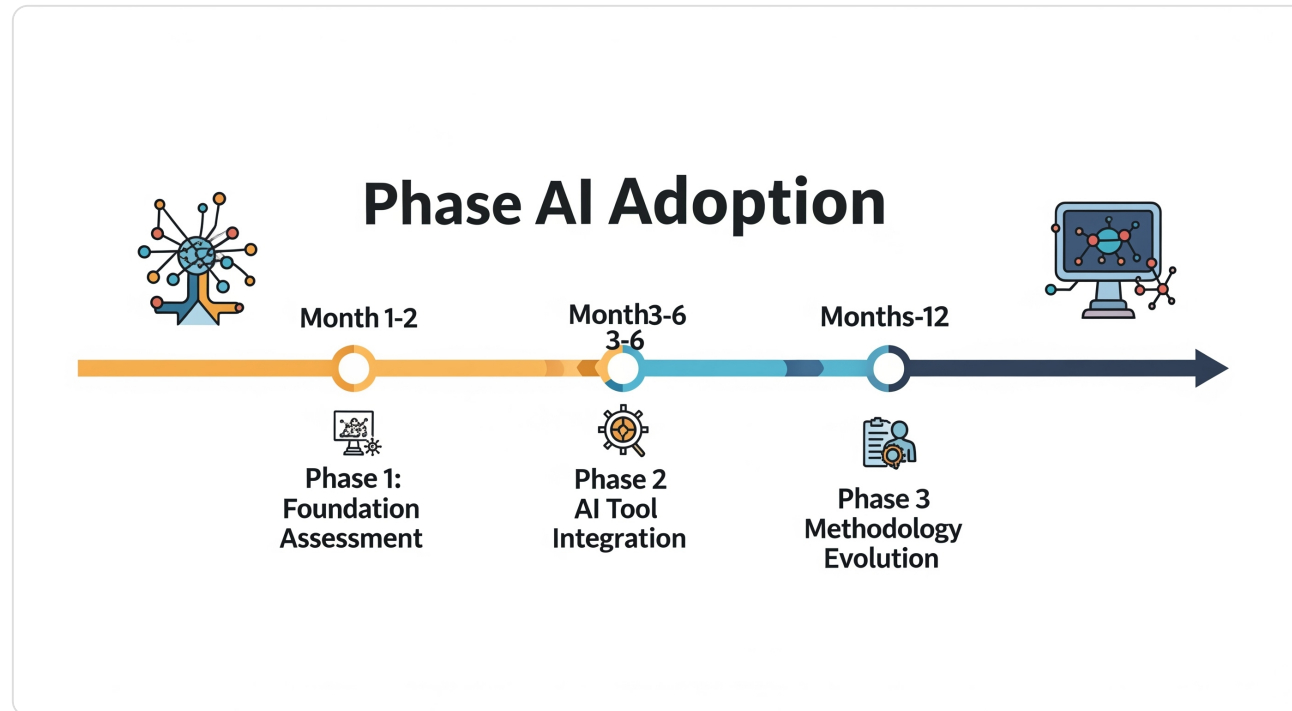 Phase AI Adoption
Month 1-2
Month3-6
3-6
Months-12
Phase 1:
Foundation
Assessment
Phase 2
AI Tool
Integration
Phase 3
Methodology
Evolution